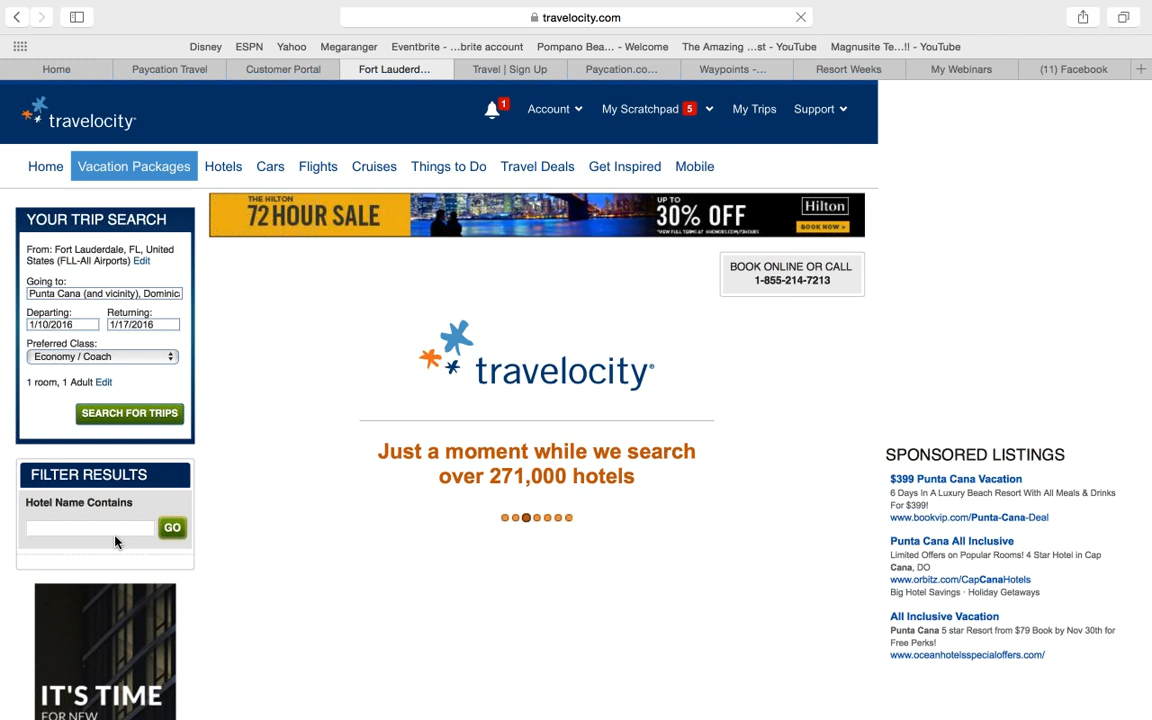 travelocity.com
Disney ESPN Yahoo Megaranger Eventbrite - ...brite account Pompano Bea... - Welcome The Amazing ...st - YouTube Magnusite Te...!! - YouTube
Home Paycation Travel Customer Portal Fort Lauderd... Travel | Sign Up Paycation.co... Waypoints -... Resort Weeks My Webinars (11) Facebook
travelocity
1 Account My Scratchpad 5 My Trips Support
Home Vacation Packages Hotels Cars Flights Cruises Things to Do Travel Deals Get Inspired Mobile
YOUR TRIP SEARCH
From: Fort Lauderdale, FL, United
States (FLL-All Airports) Edit
Going to:
Punta Cana (and vicinity), Dominic
Departing: Returning:
1/10/2016 1/17/2016
Preferred Class:
Economy / Coach
1 room, 1 Adult Edit
SEARCH FOR TRIPS
FILTER RESULTS
Hotel Name Contains
GO
IT'S TIME
FOR NEW
THE HILTON
72 HOUR SALE
UP TO
30% OFF
Hilton
BOOK NOW >
BOOK ONLINE OR CALL
1-855-214-7213
travelocity
Just a moment while we search
over 271,000 hotels
SPONSORED LISTINGS
$399 Punta Cana Vacation
6 Days In A Luxury Beach Resort With All Meals & Drinks
For $399!
www.bookvip.com/Punta-Cana-Deal
Punta Cana All Inclusive
Limited Offers on Popular Rooms! 4 Star Hotel in Cap
Cana, DO
www.orbitz.com/CapCanaHotels
Big Hotel Savings · Holiday Getaways
All Inclusive Vacation
Punta Cana 5 star Resort from $79 Book by Nov 30th for
Free Perks!
www.oceanhotelsspecialoffers.com/